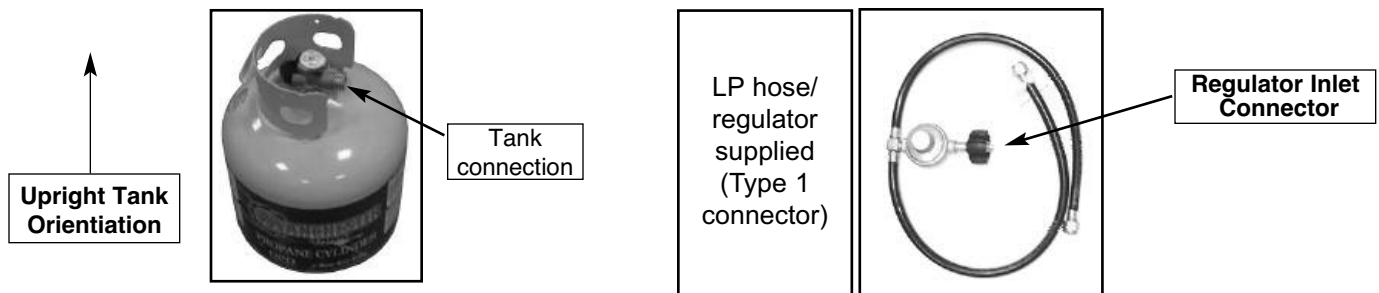 Upright Tank
Orientiation
PROPANE CYLINDER
Tank
connection
LP hose/
regulator
supplied
(Type 1
connector)
Regulator Inlet
Connector